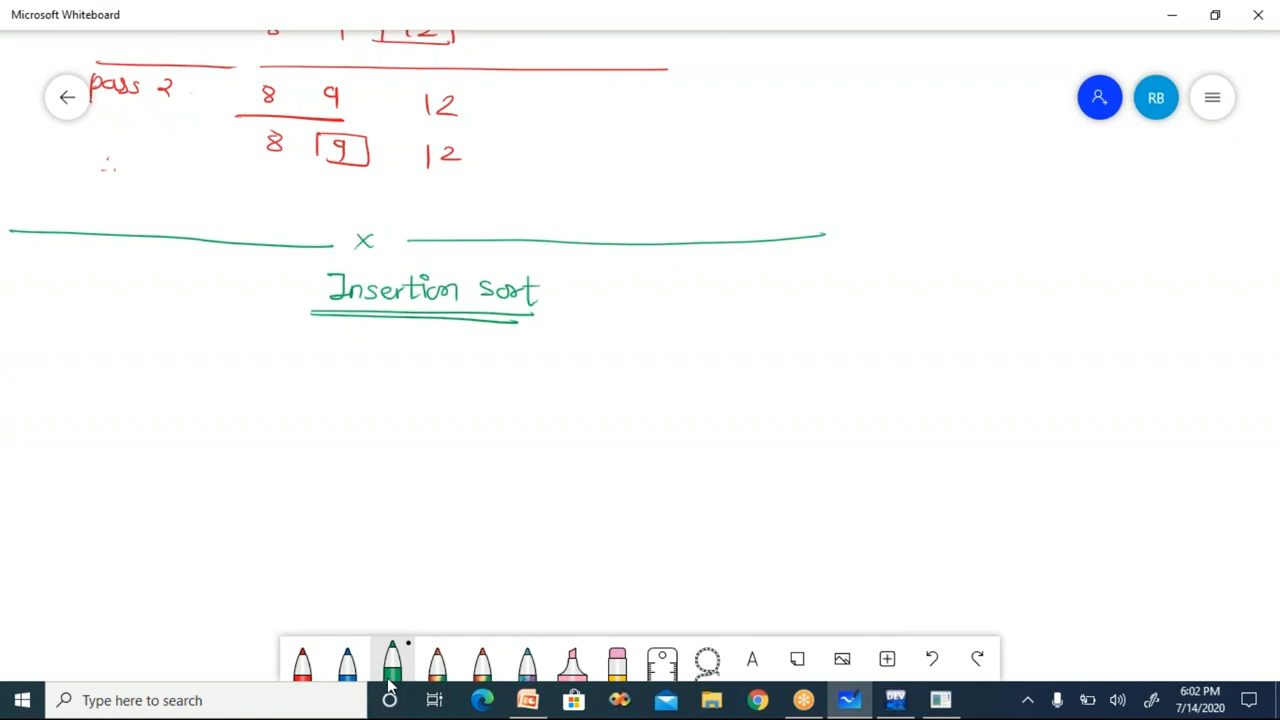 Microsoft Whiteboard
pass 2 8 9 12
8 9 12
x
Insertion sort
RB
A
Type here to search
6:02 PM
7/14/2020